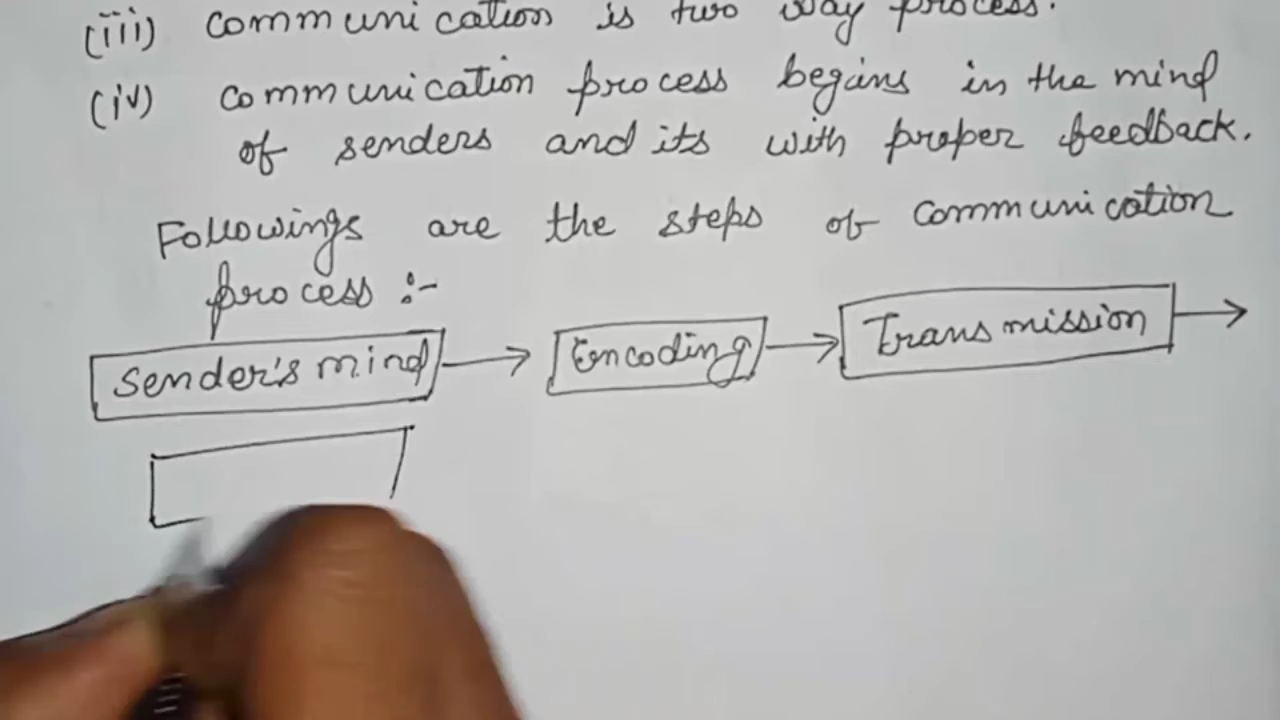 (iii) communication is two way process.
(iv) communication process begins in the mind
of senders and its with proper feedback.
Followings are the steps of communication
process :-
Sender's mind → Encoding → Transmission →